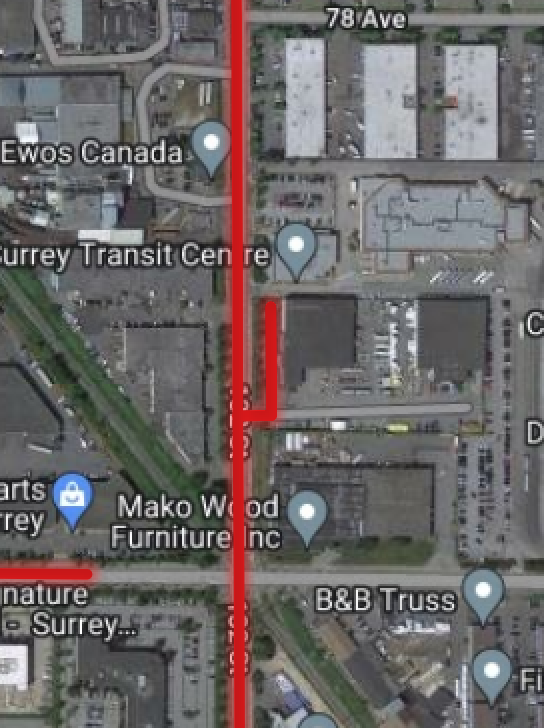 78 Ave
Ewos Canada
Surrey Transit Centre
C
D
arts
rrey
Mako Wood
Furniture Inc
nature
- Surrey...
B&B Truss
Fi